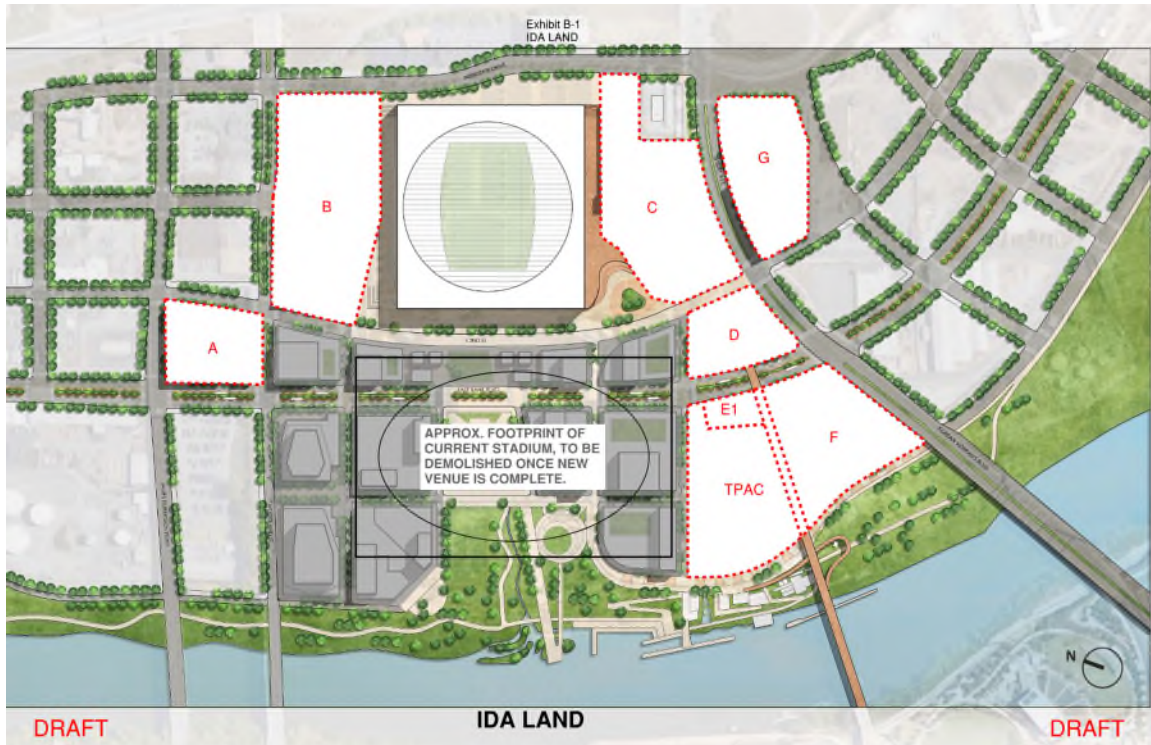 Exhibit B-1
IDA LAND
B
C
G
A
D
E1
F
TPAC
APPROX. FOOTPRINT OF
CURRENT STADIUM, TO BE
DEMOLISHED ONCE NEW
VENUE IS COMPLETE.
N
DRAFT
IDA LAND
DRAFT